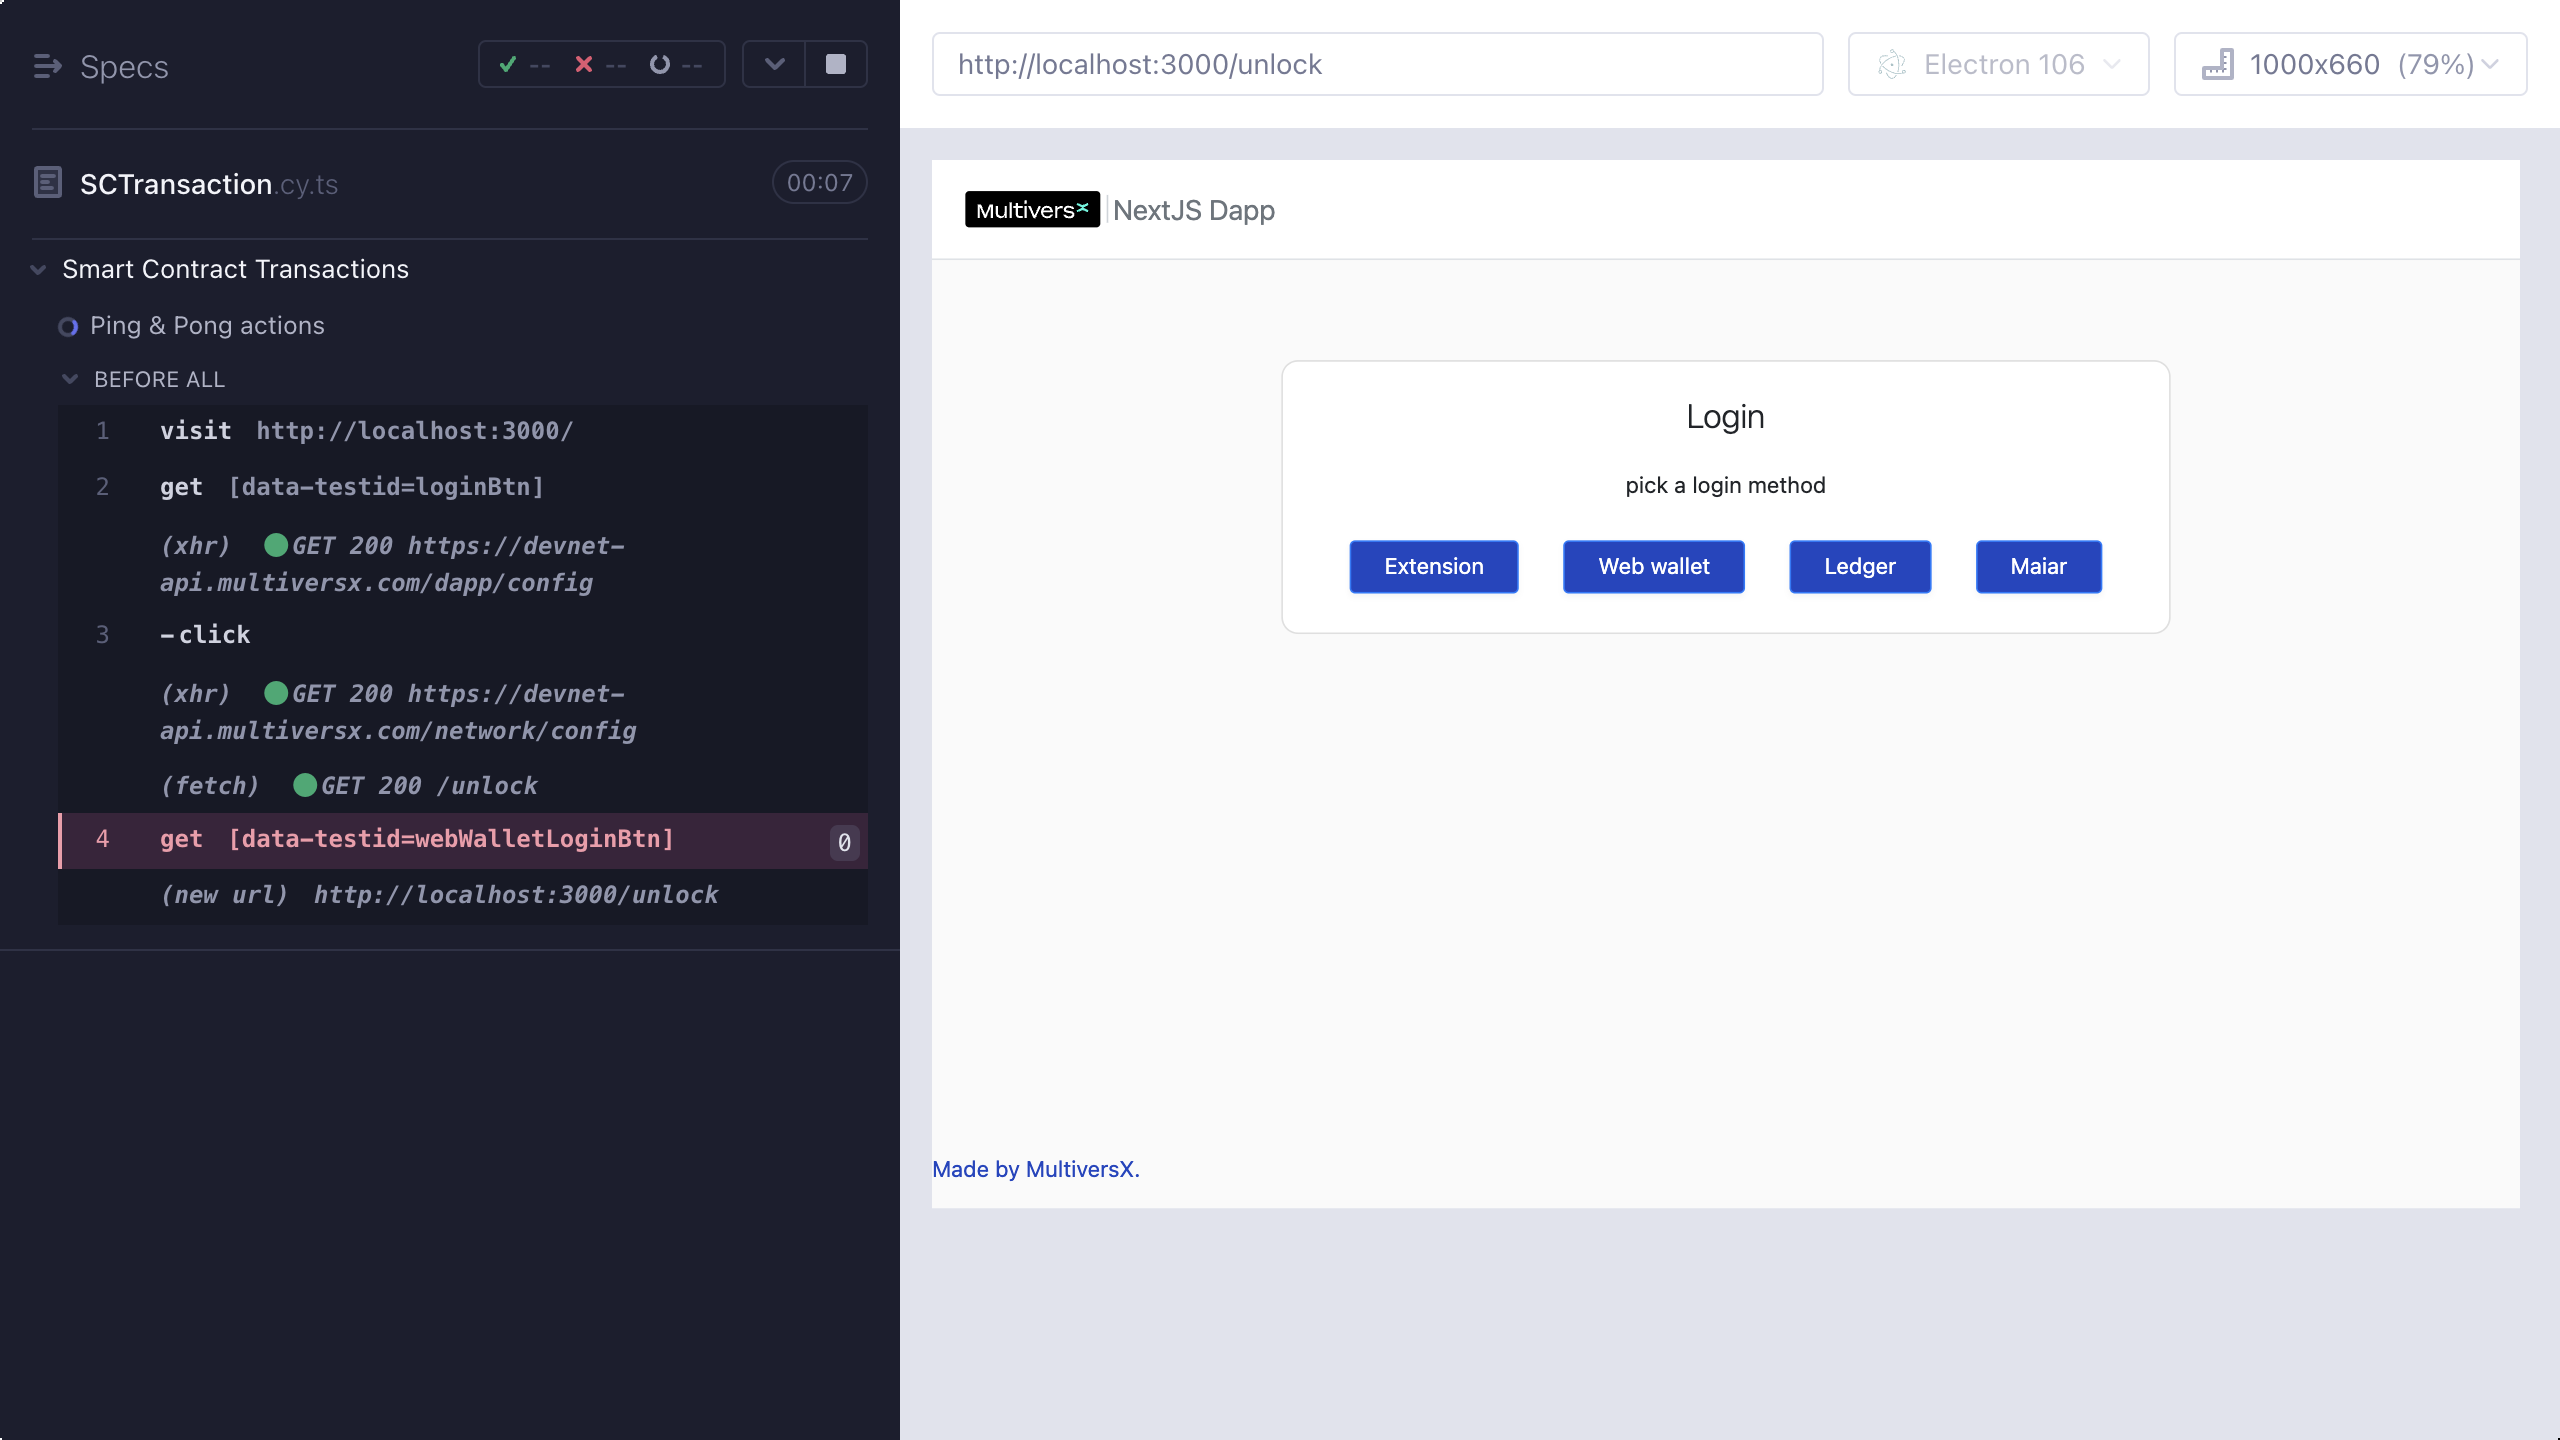 Specs
-- -- --
SCTransaction.cy.ts
00:07
Smart Contract Transactions
Ping & Pong actions
BEFORE ALL
1 visit http://localhost:3000/
2 get [data-testid=loginBtn]
(xhr) GET 200 https://devnet-
api.multiversx.com/dapp/config
3 -click
(xhr) GET 200 https://devnet-
api.multiversx.com/network/config
(fetch) GET 200 /unlock
4 get [data-testid=webWalletLoginBtn] 0
(new url) http://localhost:3000/unlock
http://localhost:3000/unlock
Electron 106
1000x660 (79%)
MultiversX NextJS Dapp
Login
pick a login method
Extension Web wallet Ledger Maiar
Made by MultiversX.